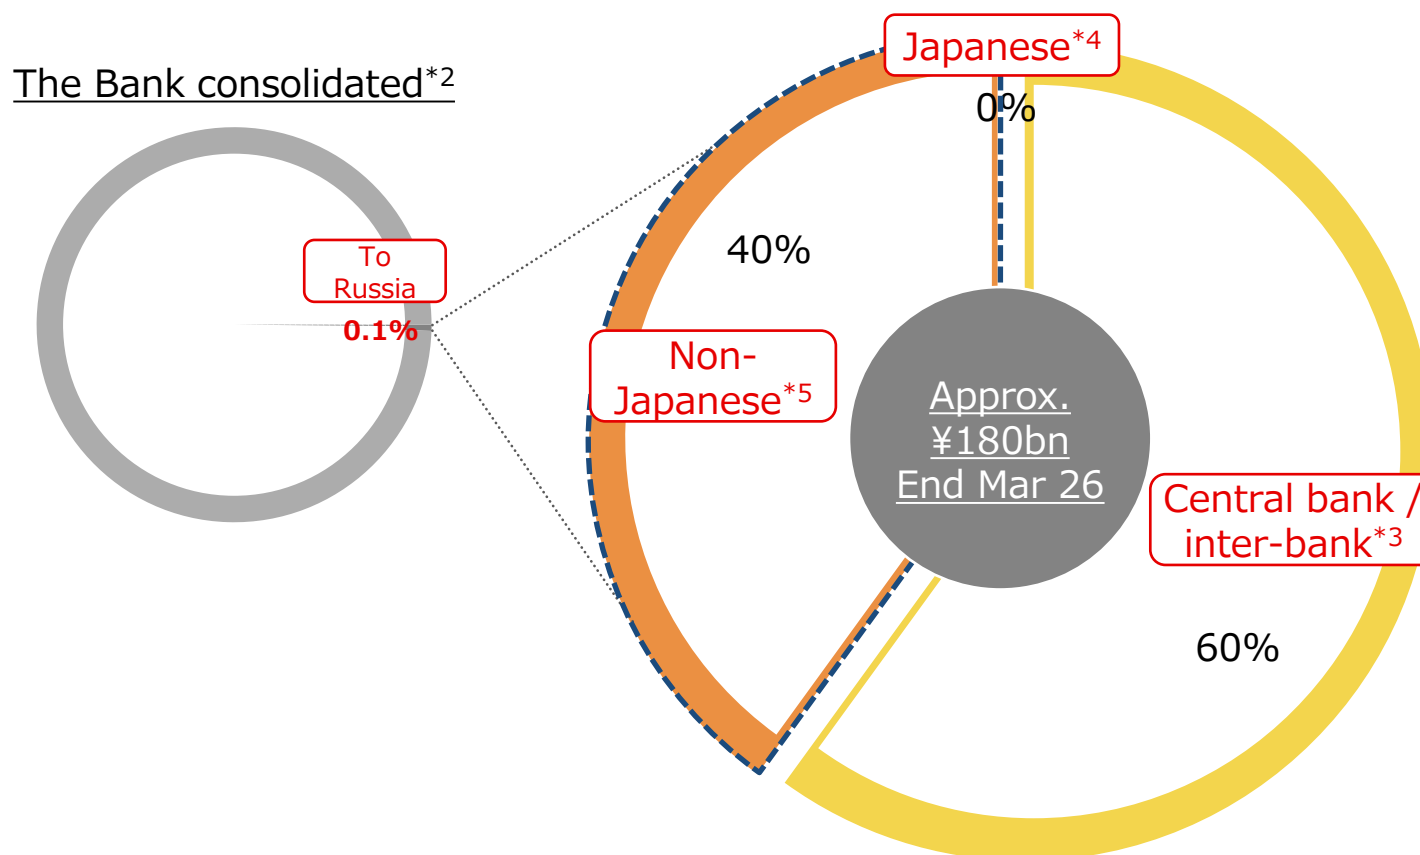 The Bank consolidated*2
To
Russia
0.1%
Japanese*4
0%
40%
Non-
Japanese*5
Approx.
¥180bn
End Mar 26
Central bank /
inter-bank*3
60%